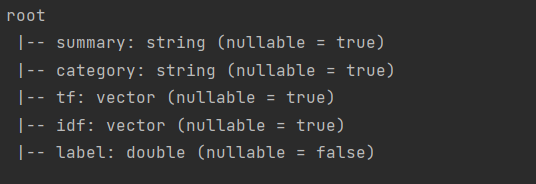 root
 |-- summary: string (nullable = true)
 |-- category: string (nullable = true)
 |-- tf: vector (nullable = true)
 |-- idf: vector (nullable = true)
 |-- label: double (nullable = false)